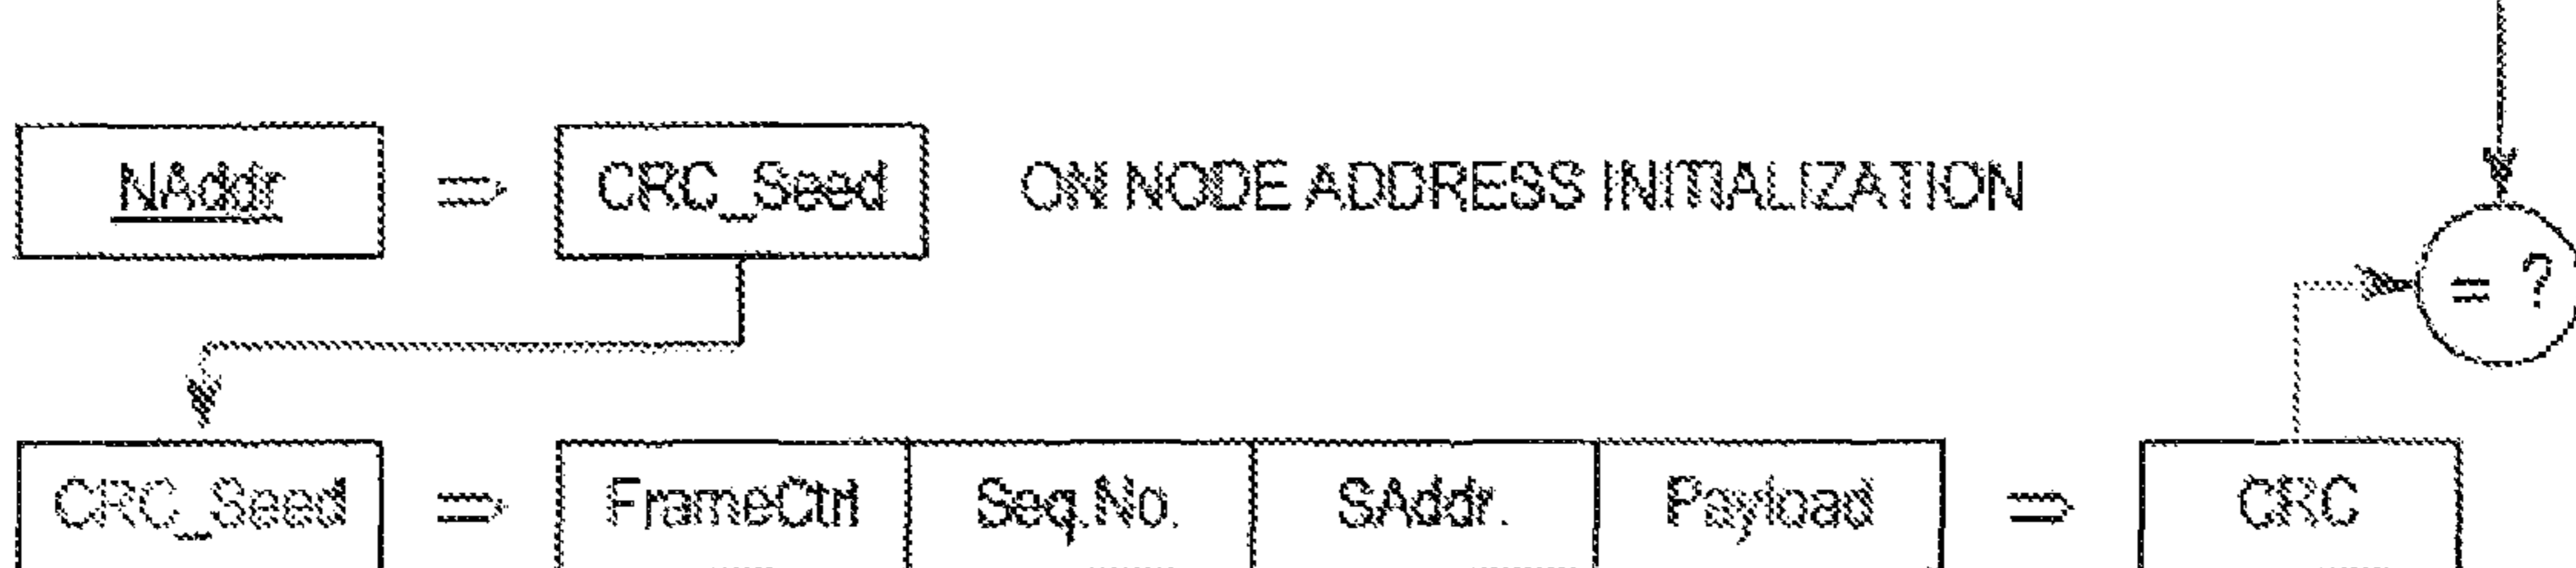 NAddr ⇒ CRC_Seed ON NODE ADDRESS INITIALIZATION
= ?
CRC_Seed ⇒ FrameCtrl Seq.No. SAddr. Payload ⇒ CRC